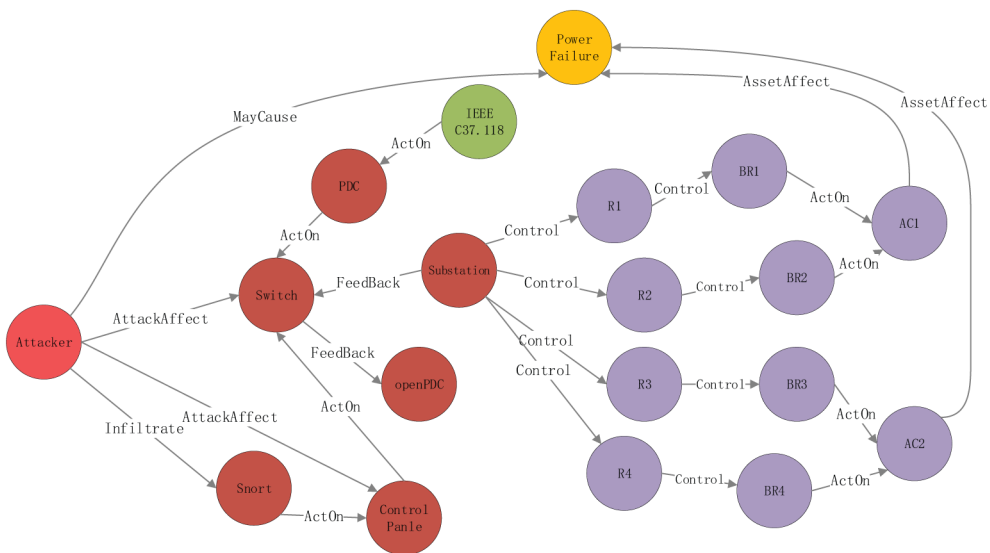 Power
Failure
AssetAffect
AssetAffect
MayCause
IEEE
C37.118
ActOn
PDC
BR1
Control
R1
ActOn
AC1
Control
ActOn
Substation
FeedBack
Switch
Control
R2
Control
BR2
ActOn
AttackAffect
Attacker
FeedBack
openPDC
Control
Control
R3
Control
BR3
ActOn
AC2
ActOn
AttackAffect
Infiltrate
Snort
ActOn
Control
Panle
R4
Control
BR4
ActOn